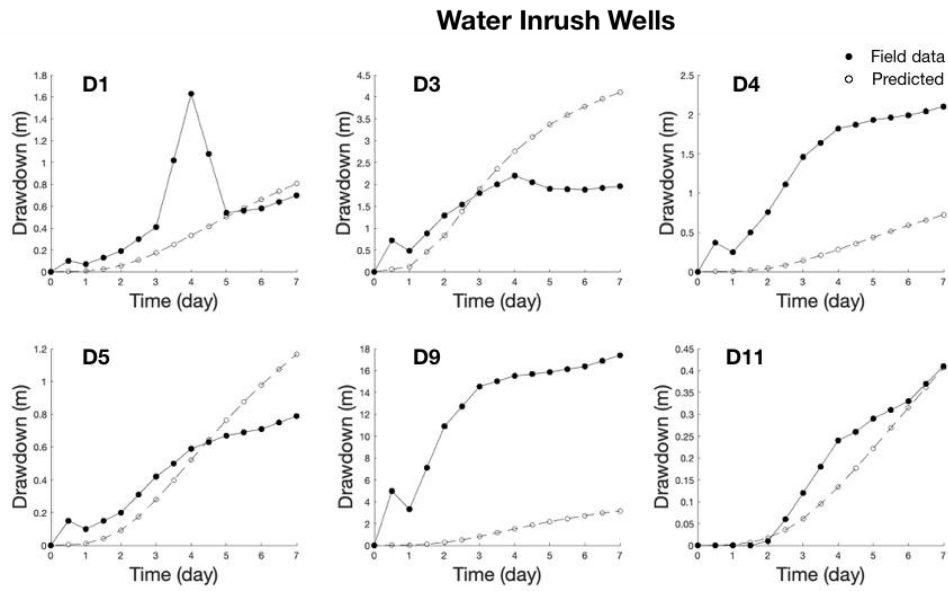 Water Inrush Wells
Field data
Predicted
D1
Drawdown (m)
1.8
1.6
1.4
1.2
1
0.8
0.6
0.4
0.2
0
0 1 2 3 4 5 6 7
Time (day)
D3
Drawdown (m)
4.5
4
3.5
3
2.5
2
1.5
1
0.5
0
0 1 2 3 4 5 6 7
Time (day)
D4
Drawdown (m)
2.5
2
1.5
1
0.5
0
0 1 2 3 4 5 6 7
Time (day)
D5
Drawdown (m)
1.2
1
0.8
0.6
0.4
0.2
0
0 1 2 3 4 5 6 7
Time (day)
D9
Drawdown (m)
18
16
14
12
10
8
6
4
2
0
0 1 2 3 4 5 6 7
Time (day)
D11
Drawdown (m)
0.45
0.4
0.35
0.3
0.25
0.2
0.15
0.1
0.05
0
0 1 2 3 4 5 6 7
Time (day)